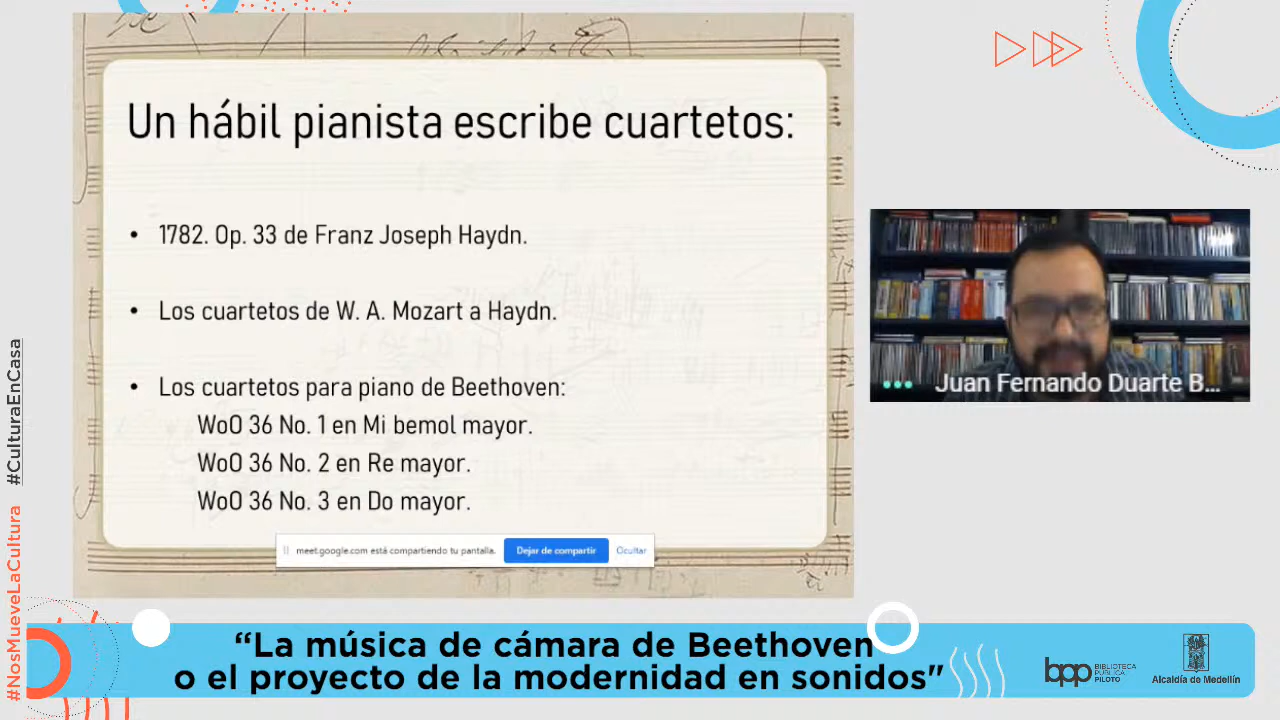 Un hábil pianista escribe cuartetos:
• 1782. Op. 33 de Franz Joseph Haydn.
• Los cuartetos de W. A. Mozart a Haydn.
• Los cuartetos para piano de Beethoven:
WoO 36 No. 1 en Mi bemol mayor.
WoO 36 No. 2 en Re mayor.
WoO 36 No. 3 en Do mayor.
meet.google.com está compartiendo tu pantalla. Dejar de compartir Ocultar
Juan Fernando Duarte B...
#NosMueveLaCultura #CulturaEnCasa
“La música de cámara de Beethoven
o el proyecto de la modernidad en sonidos"
bpp BIBLIOTECA
PÚBLICA
PILOTO
Alcaldía de Medellín